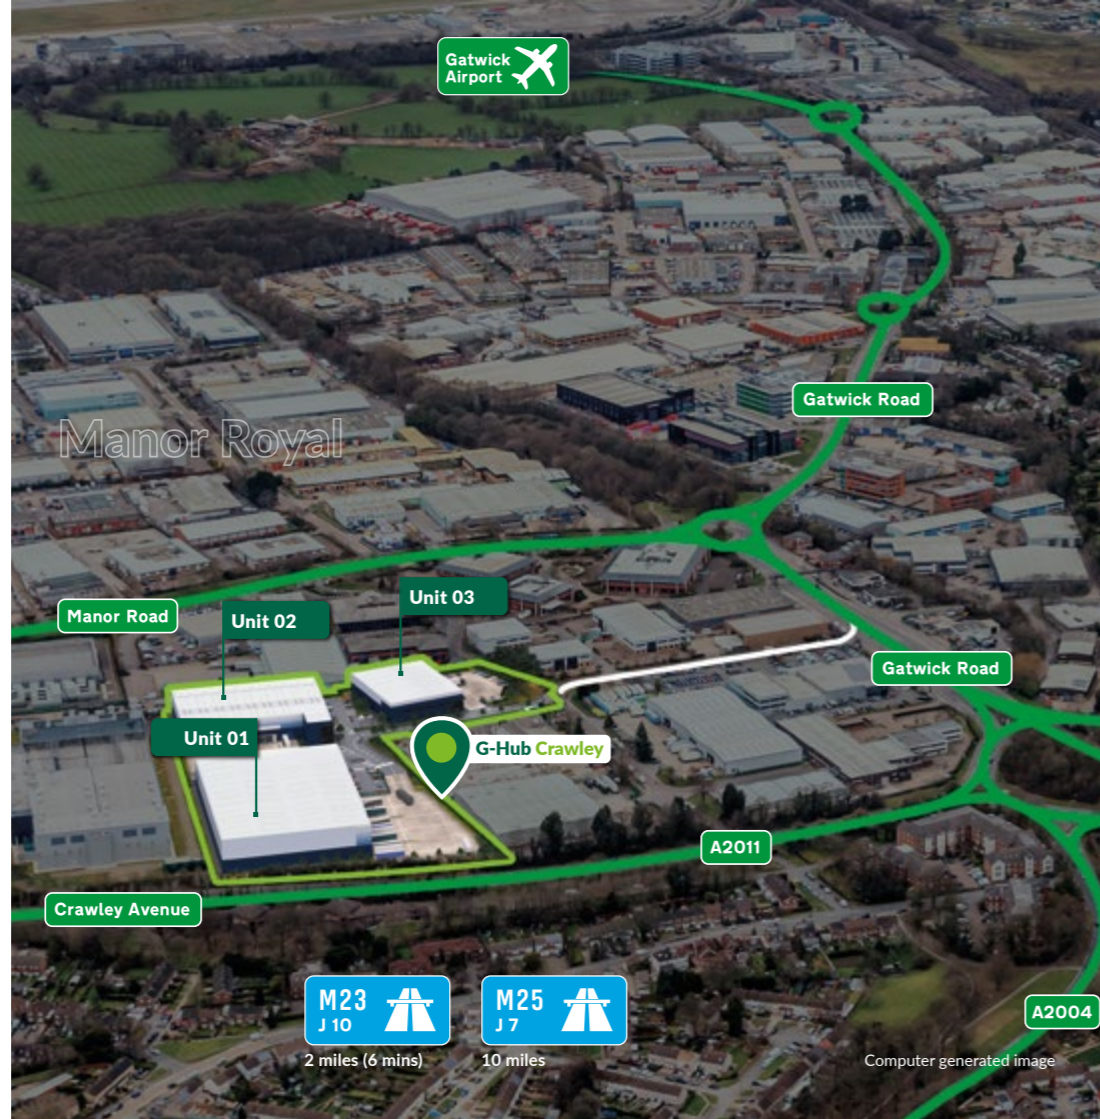 Gatwick
Airport
Gatwick Road
Manor Royal
Unit 03
Manor Road
Unit 02
Gatwick Road
Unit 01
G-Hub Crawley
A2011
Crawley Avenue
M23
J 10
2 miles (6 mins)
M25
J 7
10 miles
A2004
Computer generated image